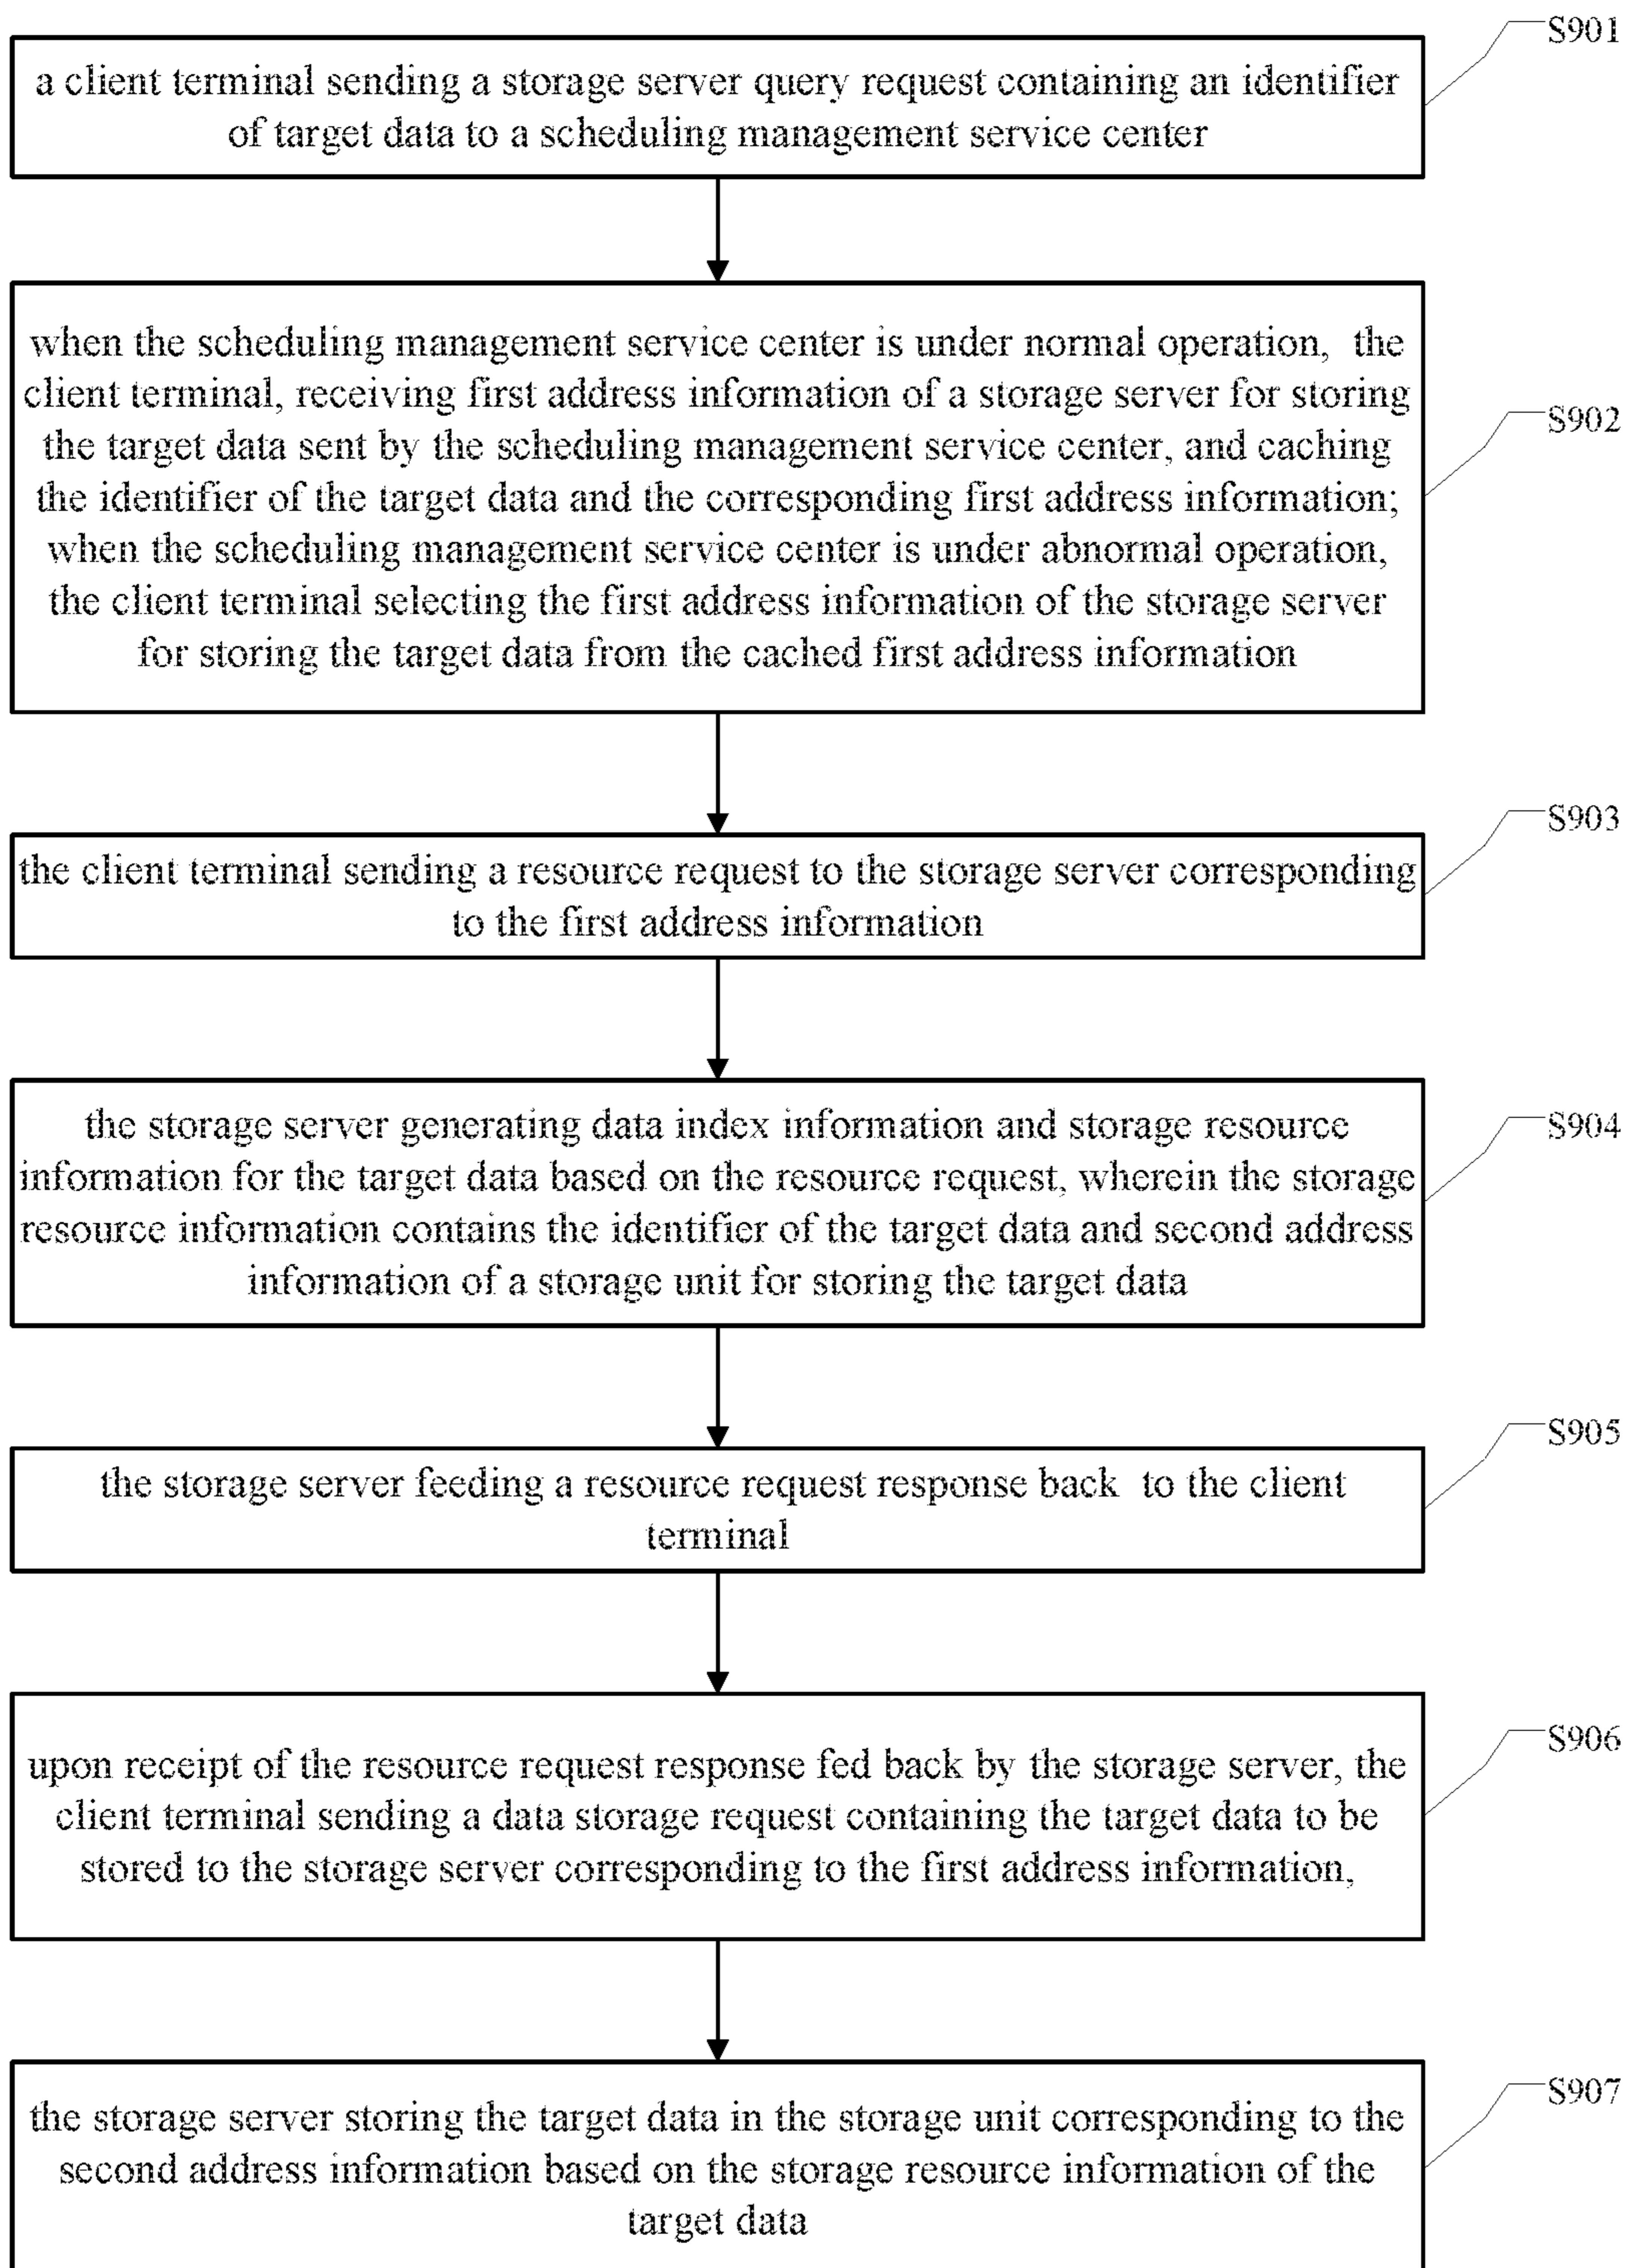 S901
a client terminal sending a storage server query request containing an identifier
of target data to a scheduling management service center
when the scheduling management service center is under normal operation, the
client terminal, receiving first address information of a storage server for storing
the target data sent by the scheduling management service center, and caching
the identifier of the target data and the corresponding first address information;
when the scheduling management service center is under abnormal operation,
the client terminal selecting the first address information of the storage server
for storing the target data from the cached first address information
S902
the client terminal sending a resource request to the storage server corresponding
to the first address information
S903
the storage server generating data index information and storage resource
information for the target data based on the resource request, wherein the storage
resource information contains the identifier of the target data and second address
information of a storage unit for storing the target data
S904
the storage server feeding a resource request response back to the client
terminal
S905
upon receipt of the resource request response fed back by the storage server, the
client terminal sending a data storage request containing the target data to be
stored to the storage server corresponding to the first address information,
S906
the storage server storing the target data in the storage unit corresponding to the
second address information based on the storage resource information of the
target data
S907